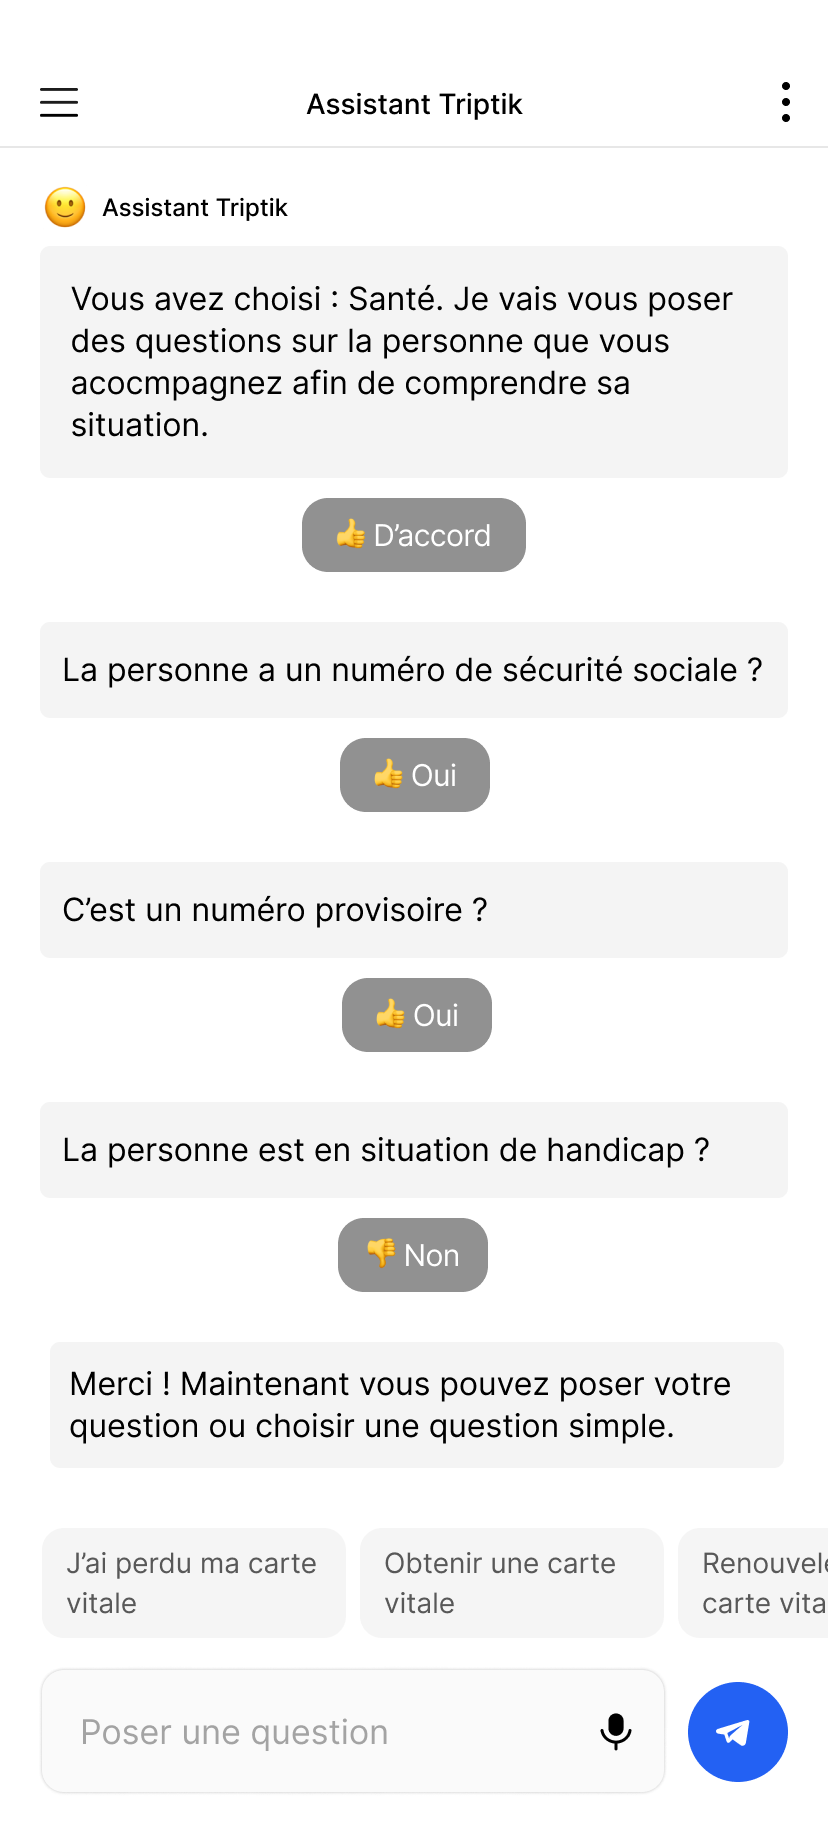 Assistant Triptik
Assistant Triptik
Vous avez choisi : Santé. Je vais vous poser
des questions sur la personne que vous
acocmpagnez afin de comprendre sa
situation.
👍 D’accord
La personne a un numéro de sécurité sociale ?
👍 Oui
C’est un numéro provisoire ?
👍 Oui
La personne est en situation de handicap ?
👎 Non
Merci ! Maintenant vous pouvez poser votre
question ou choisir une question simple.
J’ai perdu ma carte
vitale
Obtenir une carte
vitale
Renouvele
carte vita
Poser une question